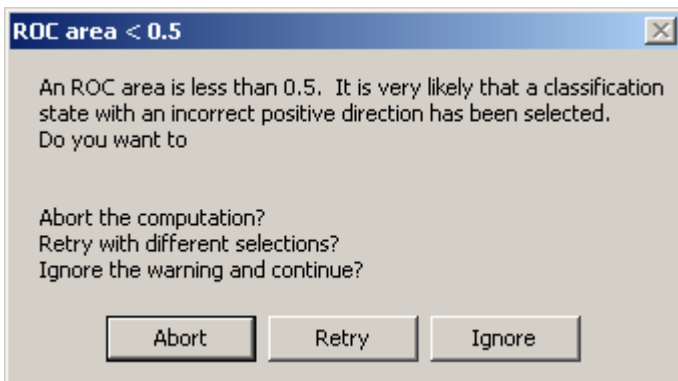 ROC area < 0.5
An ROC area is less than 0.5.  It is very likely that a classification
state with an incorrect positive direction has been selected.
Do you want to
Abort the computation?
Retry with different selections?
Ignore the warning and continue?
Abort
Retry
Ignore